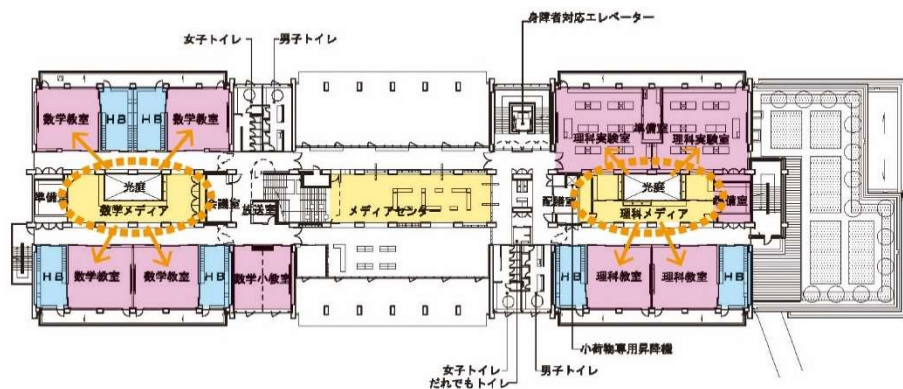 身障者対応エレベーター
女子トイレ 男子トイレ
数学教室 HB HB 数学教室
準備室
理科実験室 理科実験室
光庭
光庭
準備室
数学メディア
放送室
メディアセンター
配膳室
理科メディア
HB 数学教室 数学教室 HB 数学小教室
HB 理科教室 理科教室 HB
小荷物専用昇降機
女子トイレ
だれでもトイレ 男子トイレ